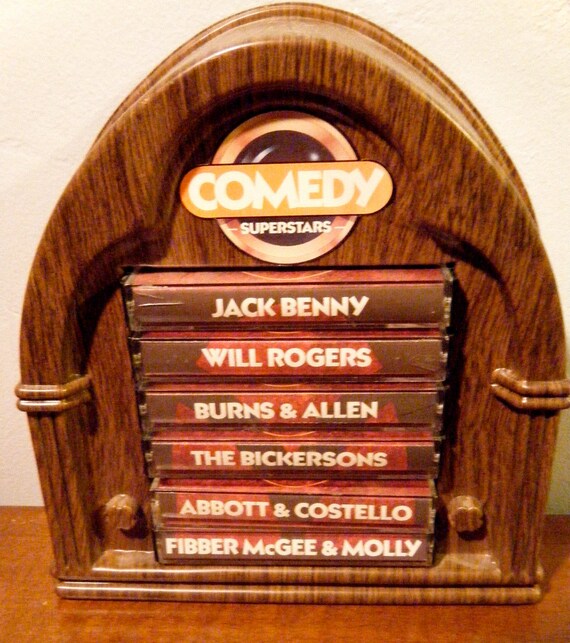 COMEDY
SUPERSTARS
JACK BENNY
WILL ROGERS
BURNS & ALLEN
THE BICKERSONS
ABBOTT & COSTELLO
FIBBER McGEE & MOLLY